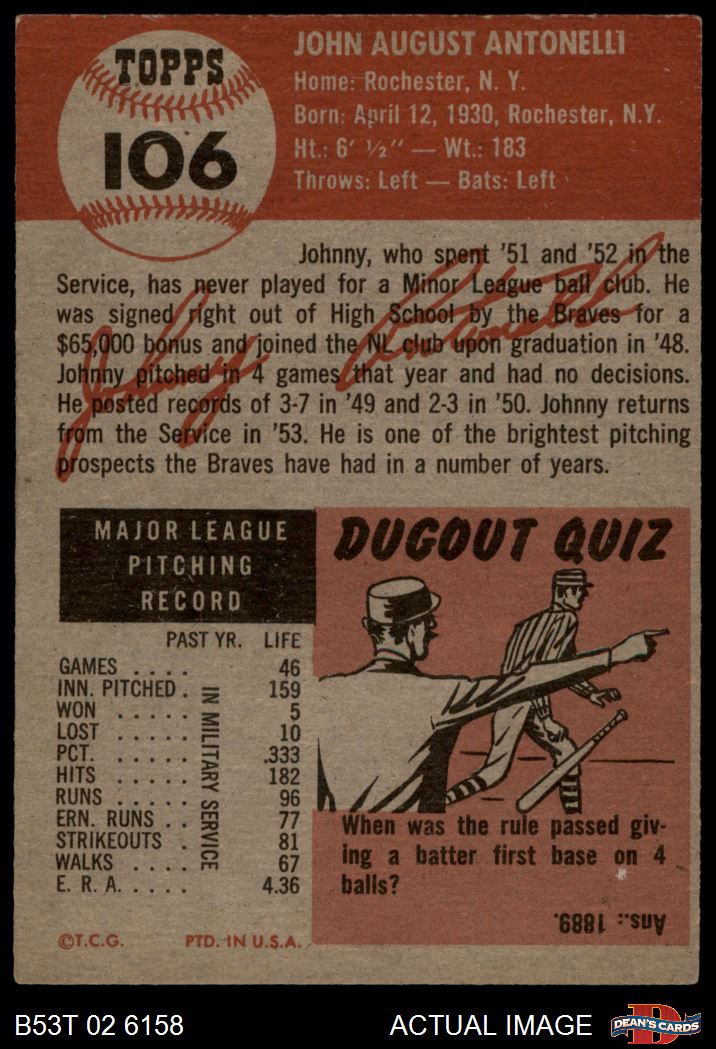 TOPPS
106
JOHN AUGUST ANTONELLI
Home: Rochester, N. Y.
Born: April 12, 1930, Rochester, N.Y.
Ht.: 6' ½" — Wt.: 183
Throws: Left — Bats: Left
Johnny, who spent '51 and '52 in the
Service, has never played for a Minor League ball club. He
was signed right out of High School by the Braves for a
$65,000 bonus and joined the NL club upon graduation in '48.
Johnny pitched in 4 games that year and had no decisions.
He posted records of 3-7 in '49 and 2-3 in '50. Johnny returns
from the Service in '53. He is one of the brightest pitching
prospects the Braves have had in a number of years.
Johnny Antonelli
MAJOR LEAGUE
PITCHING
RECORD
PAST YR. LIFE
GAMES . . . . 46
INN. PITCHED . 159
WON . . . . . 5
LOST . . . . . 10
PCT. . . . . . .333
HITS . . . . . 182
RUNS . . . . . 96
ERN. RUNS . . 77
STRIKEOUTS . 81
WALKS . . . . 67
E. R. A. . . . . 4.36
IN MILITARY SERVICE
DUGOUT QUIZ
When was the rule passed giv-
ing a batter first base on 4
balls?
Ans.: 1889.
©T.C.G. PTD. IN U.S.A.
B53T 02 6158
ACTUAL IMAGE
DEAN'S CARDS